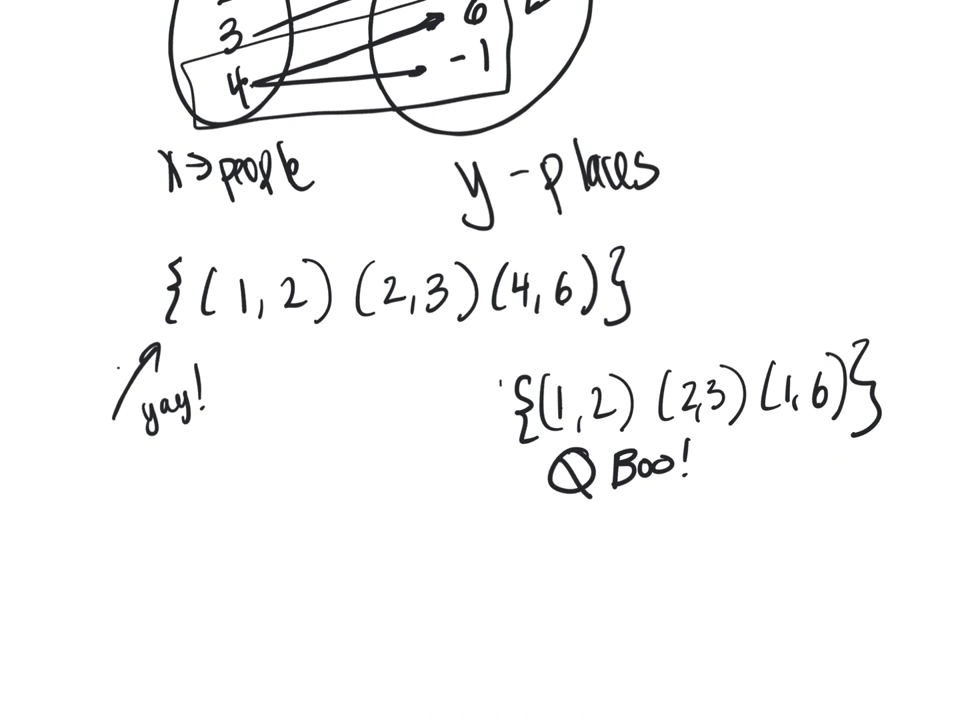 3
6
4
-1
x→people
y-places
{(1,2) (2,3) (4,6)}
yay!
{(1,2) (2,3) (1,6)}
Boo!